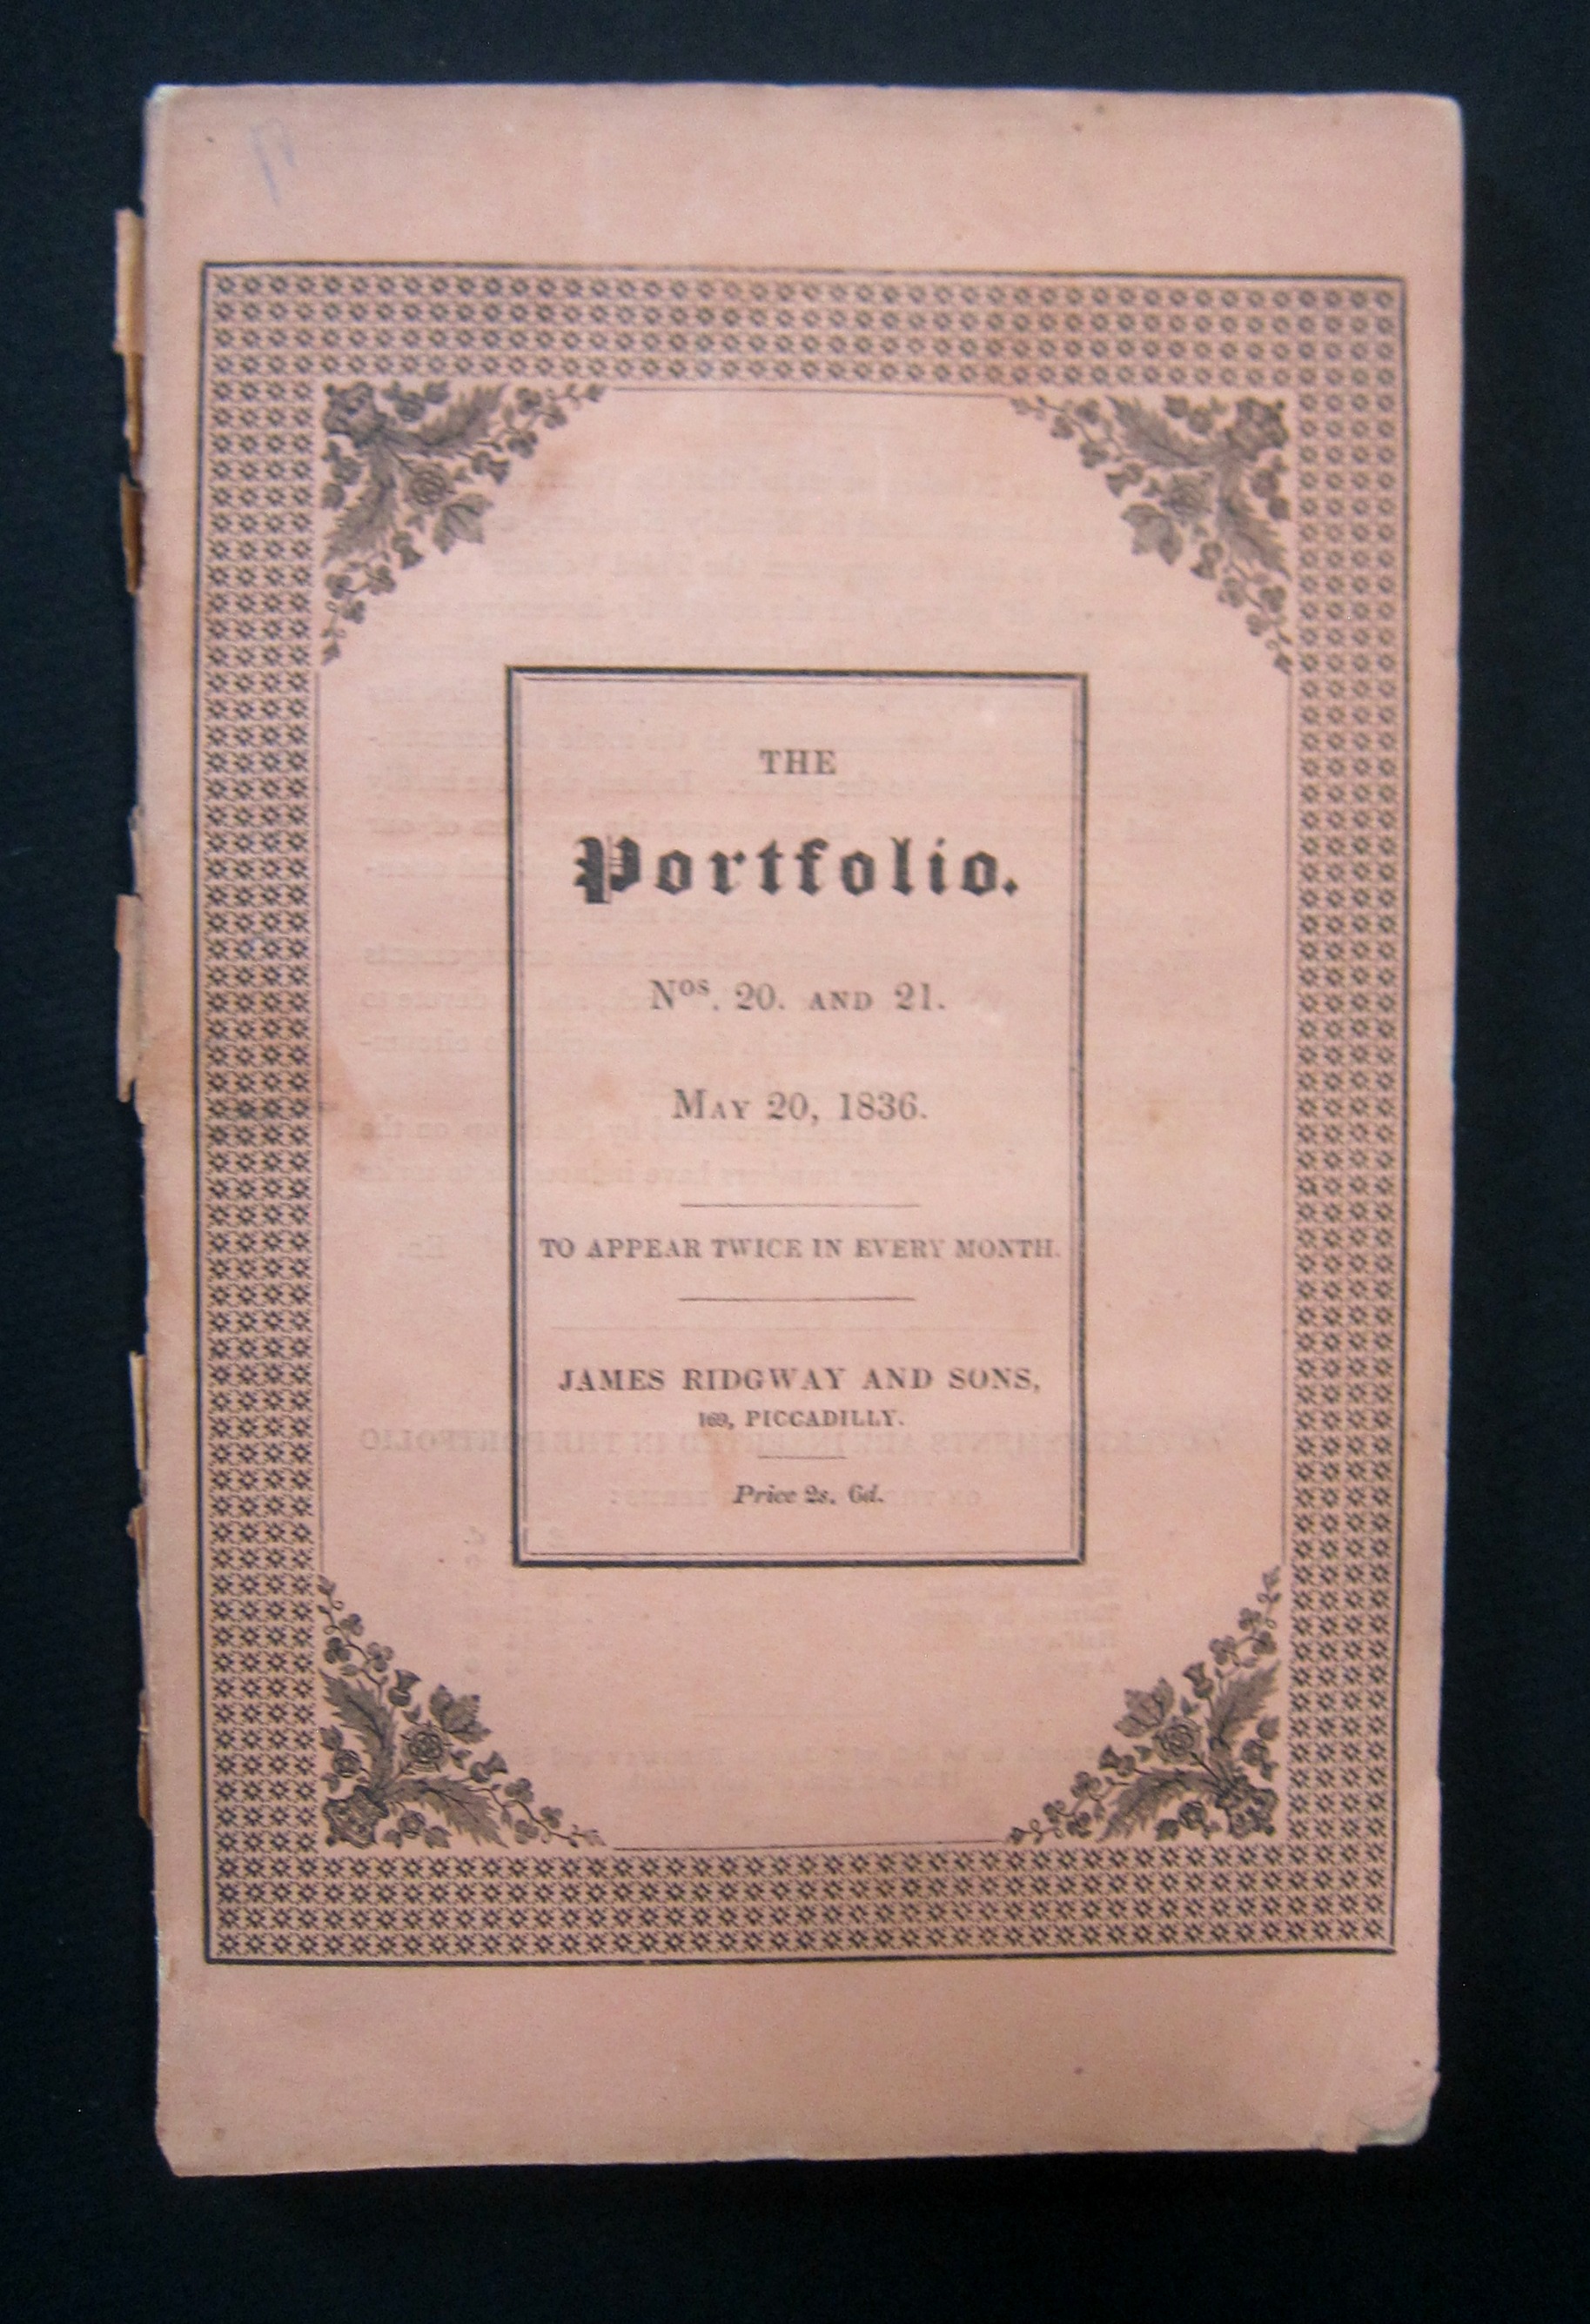 THE
Portfolio.
Nos. 20. AND 21.
MAY 20, 1836.
TO APPEAR TWICE IN EVERY MONTH.
JAMES RIDGWAY AND SONS,
169, PICCADILLY.
Price 2s. 6d.